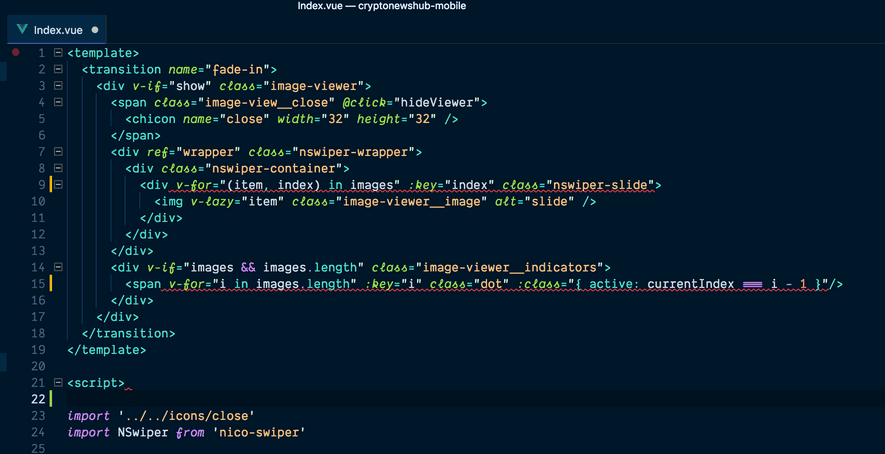 Index.vue — cryptonewshub-mobile
Index.vue
1 <template>
2 <transition name="fade-in">
3 <div v-if="show" class="image-viewer">
4 <span class="image-view__close" @click="hideViewer">
5 <chicon name="close" width="32" height="32" />
6 </span>
7 <div ref="wrapper" class="nswiper-wrapper">
8 <div class="nswiper-container">
9 <div v-for="(item, index) in images" :key="index" class="nswiper-slide">
10 <img v-lazy="item" class="image-viewer__image" alt="slide" />
11 </div>
12 </div>
13 </div>
14 <div v-if="images && images.length" class="image-viewer__indicators">
15 <span v-for="i in images.length" :key="i" class="dot" :class="{ active: currentIndex === i - 1 }"/>
16 </div>
17 </div>
18 </transition>
19 </template>
20
21 <script>
22
23 import '../../icons/close'
24 import NSwiper from 'nico-swiper'
25